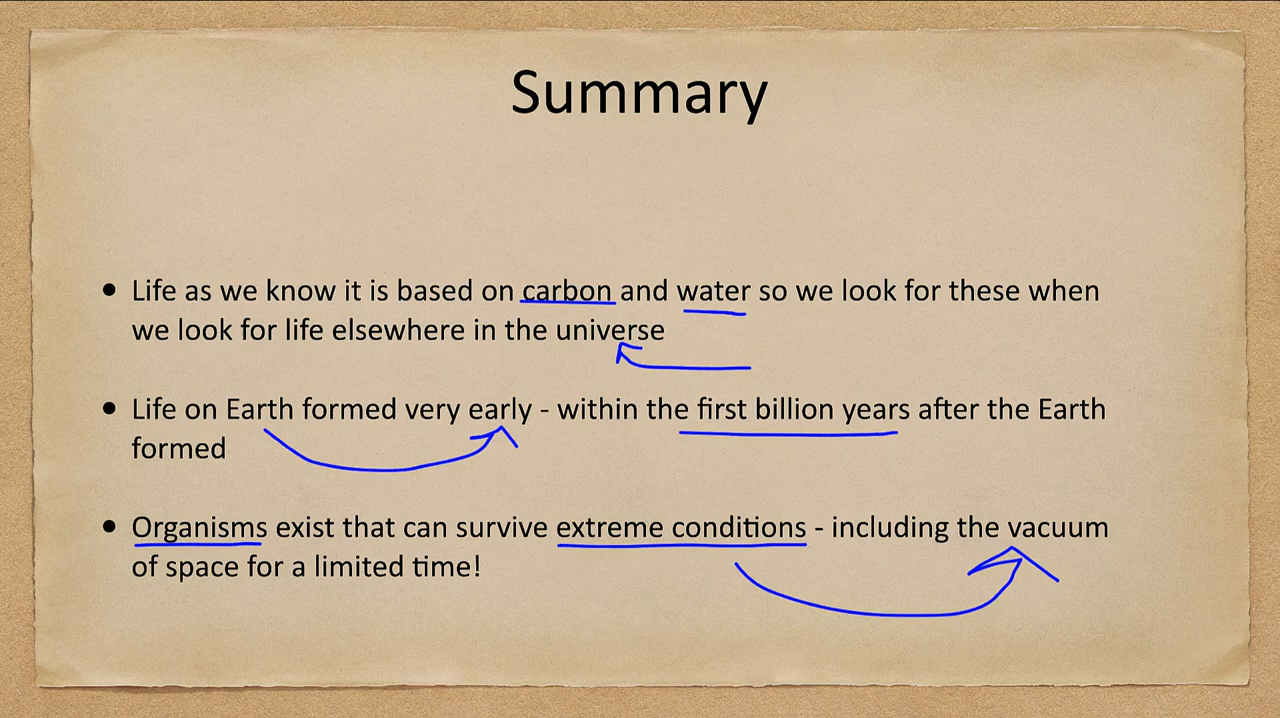 Summary
• Life as we know it is based on carbon and water so we look for these when
we look for life elsewhere in the universe
• Life on Earth formed very early - within the first billion years after the Earth
formed
• Organisms exist that can survive extreme conditions - including the vacuum
of space for a limited time!